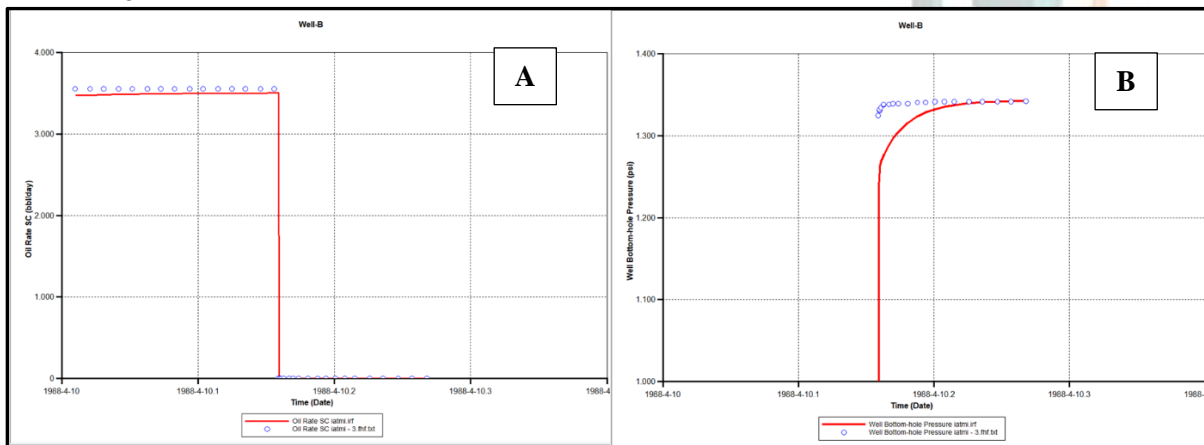 Well-B
A
4.000
3.000
2.000
1.000
0
Oil Rate SC (bbl/day)
1988-4-10
1988-4-10.1
1988-4-10.2
1988-4-10.3
1988-4
Time (Date)
Oil Rate SC iatmi.irf
Oil Rate SC iatmi - 3.fhf.txt
Well-B
B
1.400
1.300
1.200
1.100
1.000
Well Bottom-hole Pressure (psi)
1988-4-10
1988-4-10.1
1988-4-10.2
1988-4-10.3
1988-
Time (Date)
Well Bottom-hole Pressure iatmi.irf
Well Bottom-hole Pressure iatmi - 3.fhf.txt